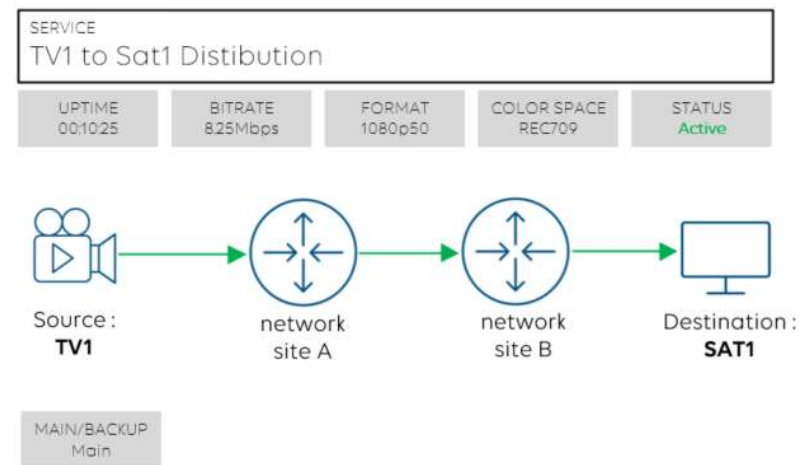 SERVICE
TV1 to Sat1 Distibution
UPTIME
00:10:25
BITRATE
8.25Mbps
FORMAT
1080p50
COLOR SPACE
REC709
STATUS
Active
Source :
TV1
network
site A
network
site B
Destination :
SAT1
MAIN/BACKUP
Main